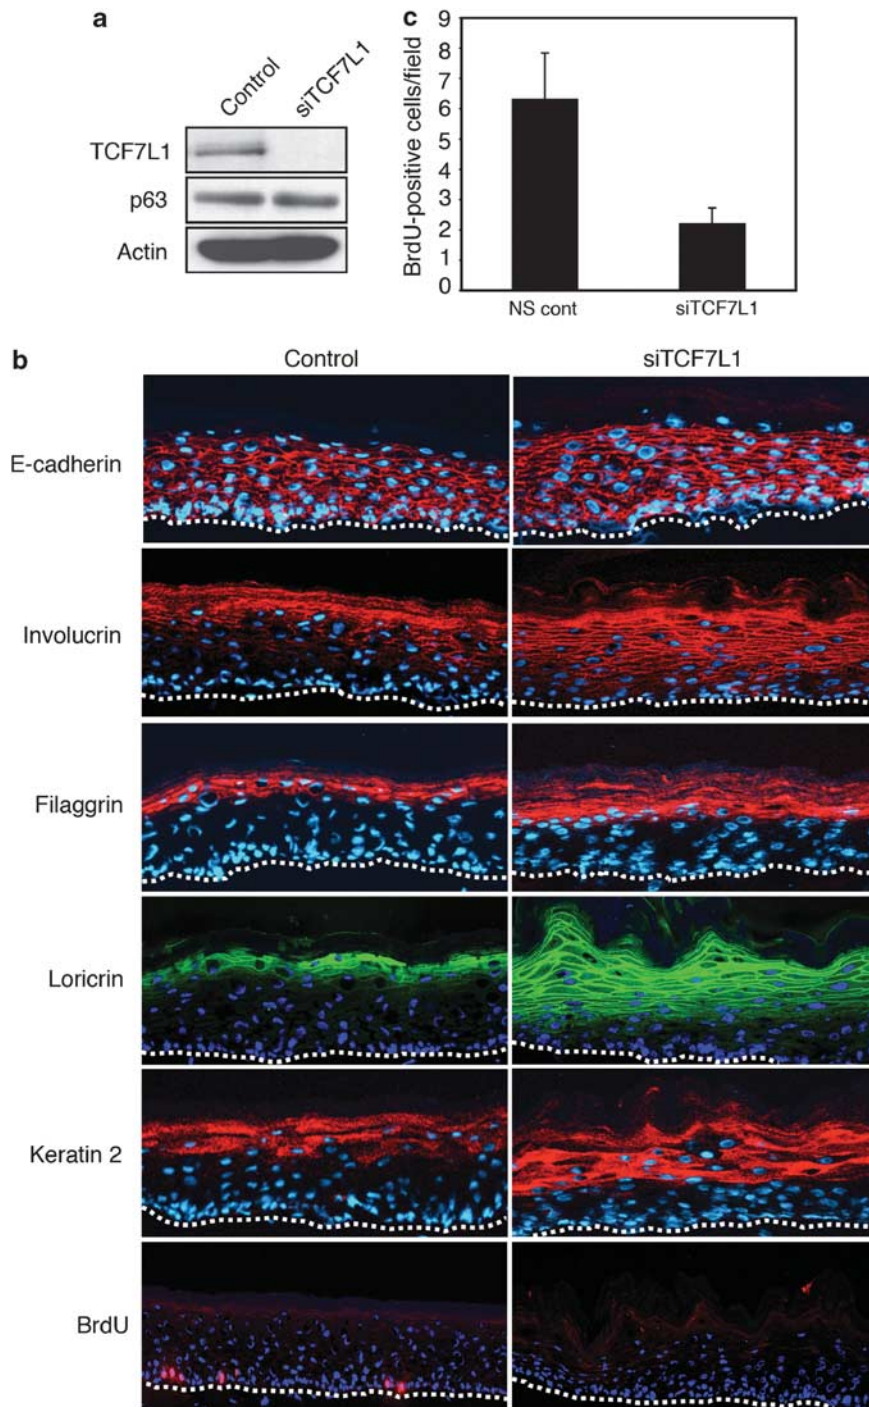 a
Control
siTCF7L1
TCF7L1
p63
Actin
c
BrdU-positive cells/field
9
8
7
6
5
4
3
2
1
0
NS cont
siTCF7L1
b
Control
siTCF7L1
E-cadherin
Involucrin
Filaggrin
Loricrin
Keratin 2
BrdU